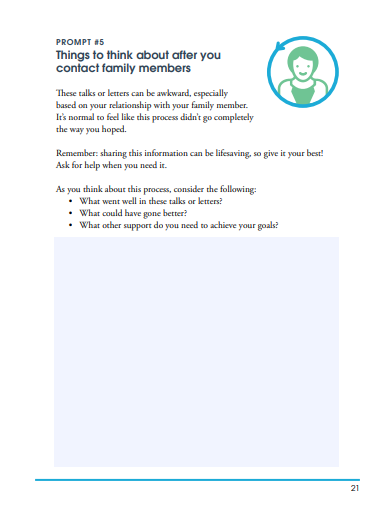 PROMPT #5
Things to think about after you
contact family members
These talks or letters can be awkward, especially
based on your relationship with your family member.
It's normal to feel like this process didn't go completely
the way you hoped.
Remember: sharing this information can be lifesaving, so give it your best!
Ask for help when you need it.
As you think about this process, consider the following:
• What went well in these talks or letters?
• What could have gone better?
• What other support do you need to achieve your goals?
21